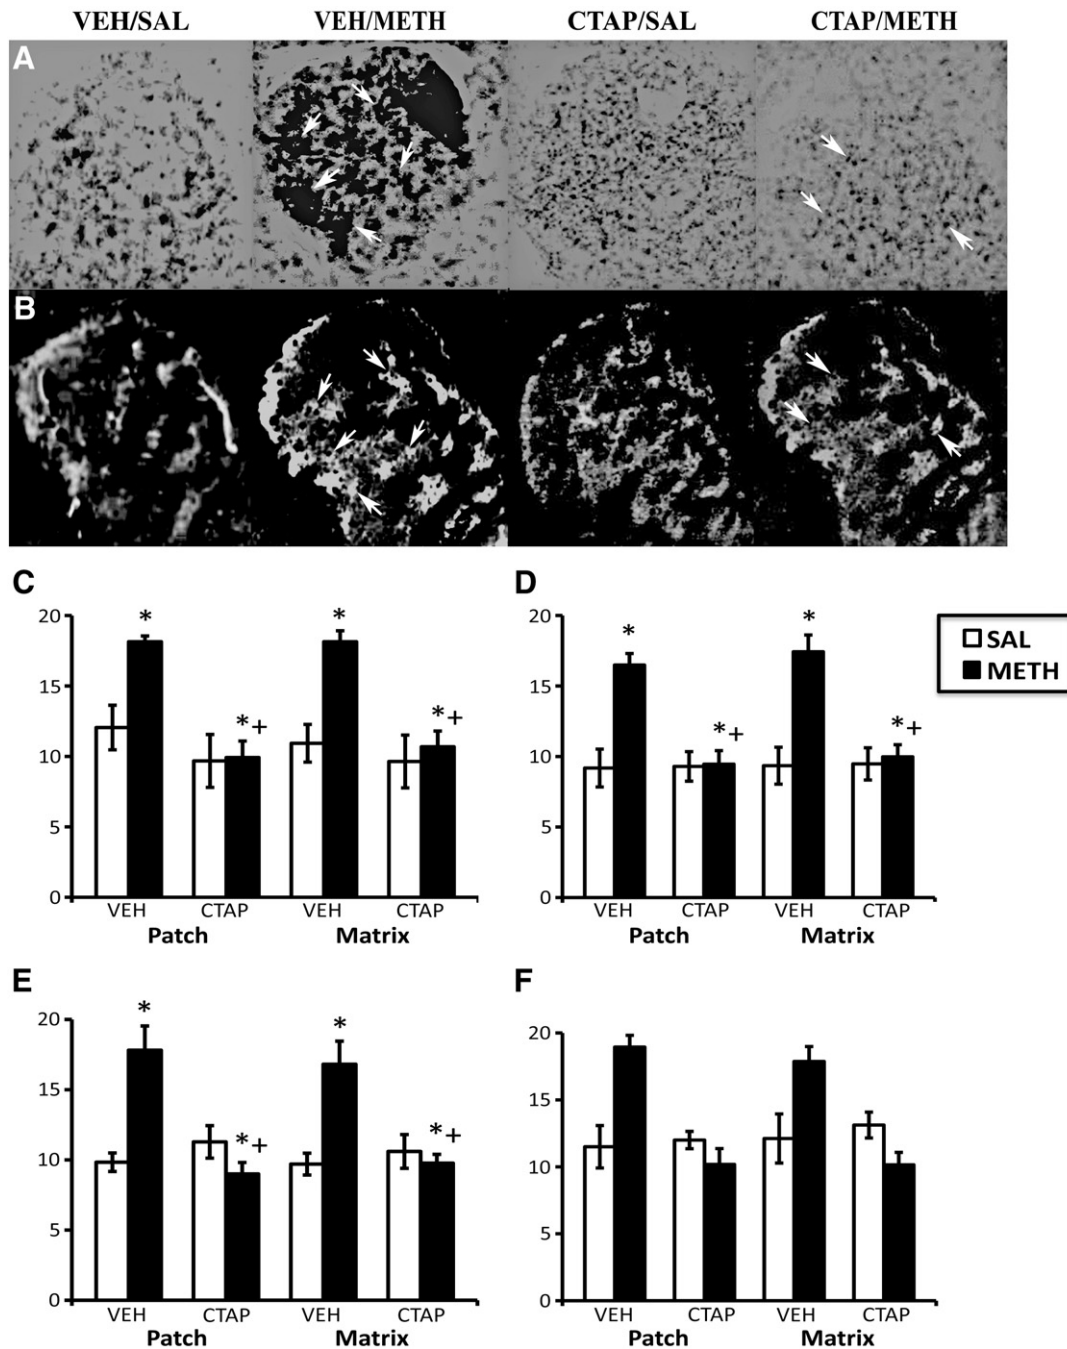 VEH/SAL VEH/METH CTAP/SAL CTAP/METH
A
B
C
20
15
10
5
0
* * *+ *+
VEH CTAP VEH CTAP
Patch Matrix
D
20
15
10
5
0
* * *+ *+
VEH CTAP VEH CTAP
Patch Matrix
SAL
METH
E
20
15
10
5
0
* * *+ *+
VEH CTAP VEH CTAP
Patch Matrix
F
20
15
10
5
0
VEH CTAP VEH CTAP
Patch Matrix